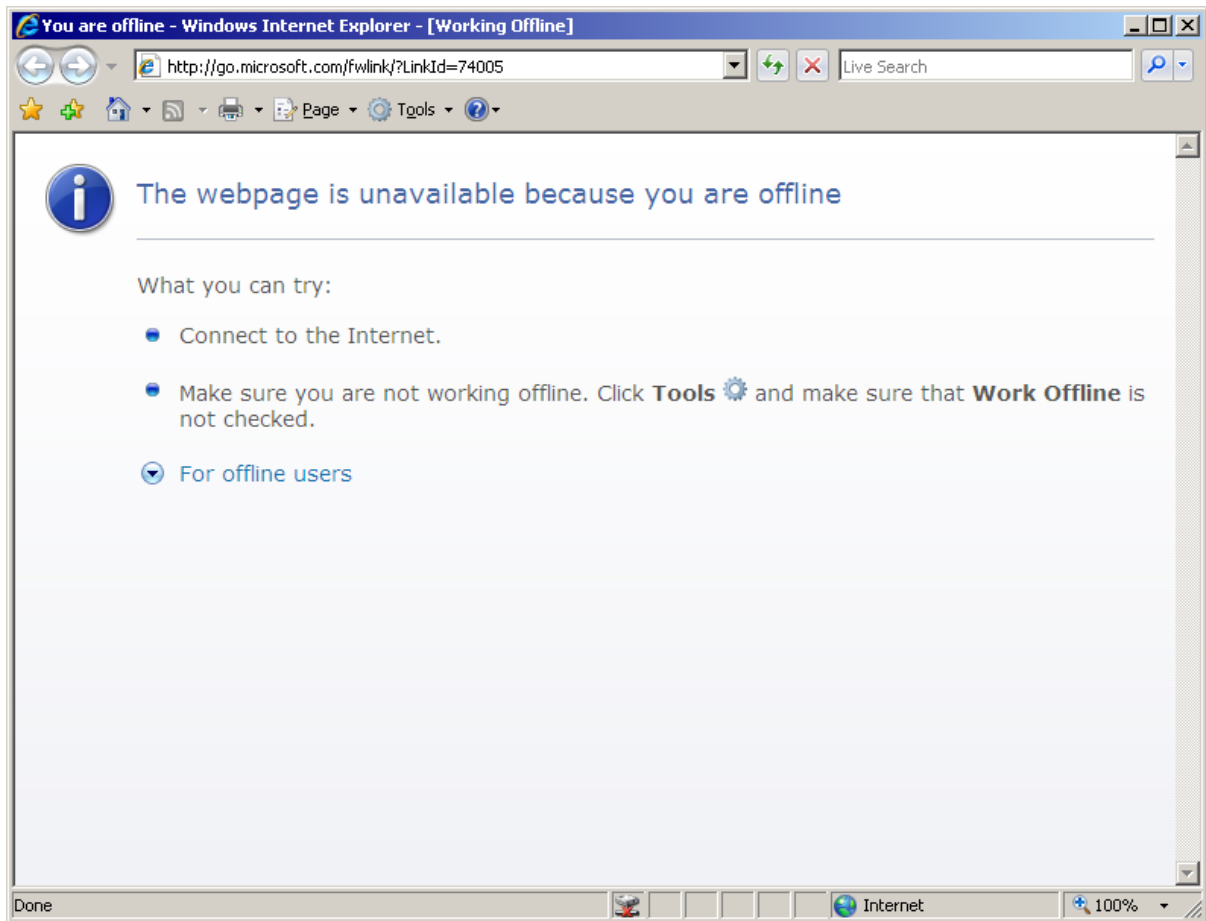 You are offline - Windows Internet Explorer - [Working Offline]
http://go.microsoft.com/fwlink/?LinkId=74005
Live Search
Page
Tools
The webpage is unavailable because you are offline
What you can try:
Connect to the Internet.
Make sure you are not working offline. Click Tools and make sure that Work Offline is
not checked.
For offline users
Done
Internet
100%